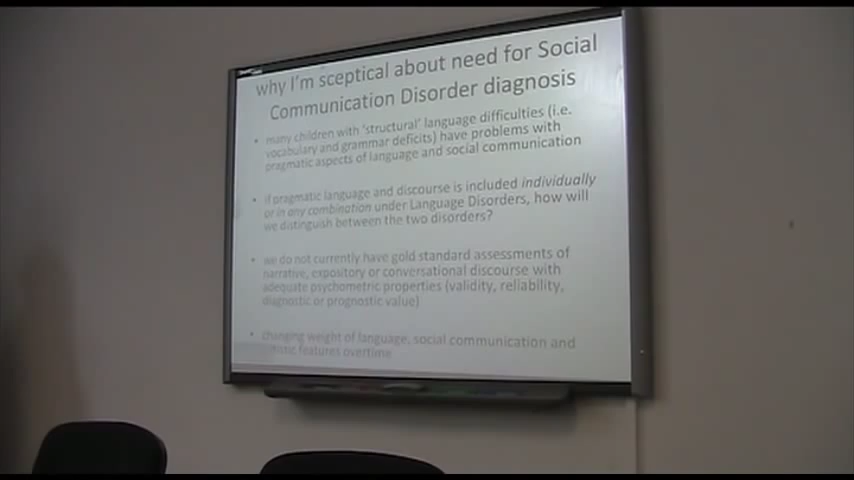 why I'm sceptical about need for Social
Communication Disorder diagnosis
• many children with 'structural' language difficulties (i.e.
vocabulary and grammar deficits) have problems with
pragmatic aspects of language and social communication
• if pragmatic language and discourse is included individually
or in any combination under Language Disorders, how will
we distinguish between the two disorders?
• we do not currently have gold standard assessments of
narrative, expository or conversational discourse with
adequate psychometric properties (validity, reliability,
diagnostic or prognostic value)
• changing weight of language, social communication and
autistic features overtime